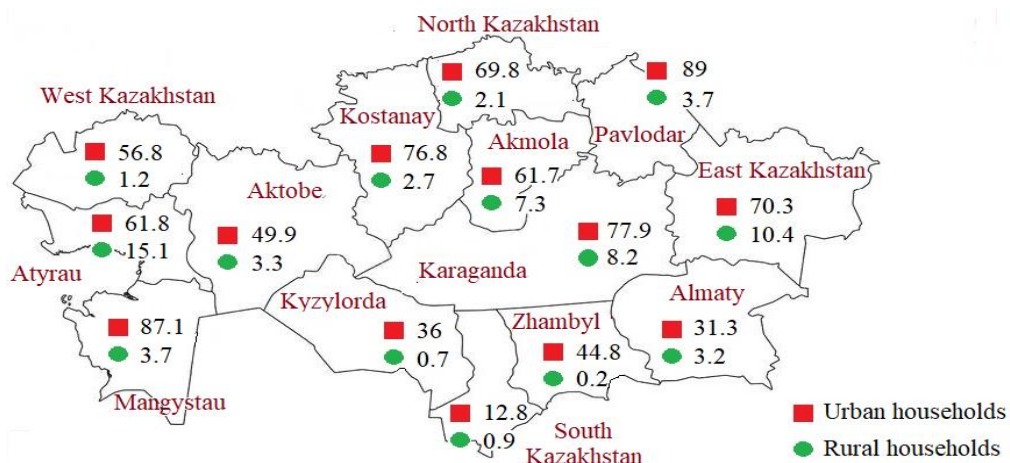 North Kazakhstan
69.8
2.1
89
3.7
West Kazakhstan
Kostanay
Akmola
Pavlodar
56.8
1.2
76.8
2.7
61.7
7.3
East Kazakhstan
Aktobe
70.3
10.4
61.8
15.1
49.9
3.3
77.9
8.2
Atyrau
Karaganda
Almaty
Kyzylorda
Zhambyl
87.1
3.7
36
0.7
44.8
0.2
31.3
3.2
Mangystau
12.8
0.9
South
Kazakhstan
Urban households
Rural households